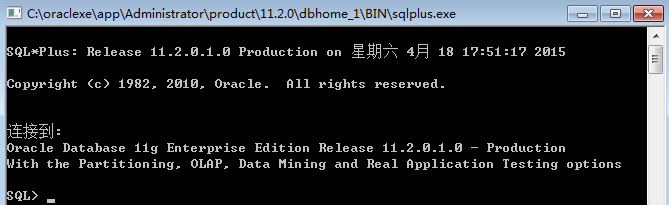 C:\oraclexe\app\Administrator\product\11.2.0\dbhome_1\BIN\sqlplus.exe
SQL*Plus: Release 11.2.0.1.0 Production on 星期六 4月 18 17:51:17 2015
Copyright (c) 1982, 2010, Oracle.  All rights reserved.
连接到:
Oracle Database 11g Enterprise Edition Release 11.2.0.1.0 - Production
With the Partitioning, OLAP, Data Mining and Real Application Testing options
SQL> _